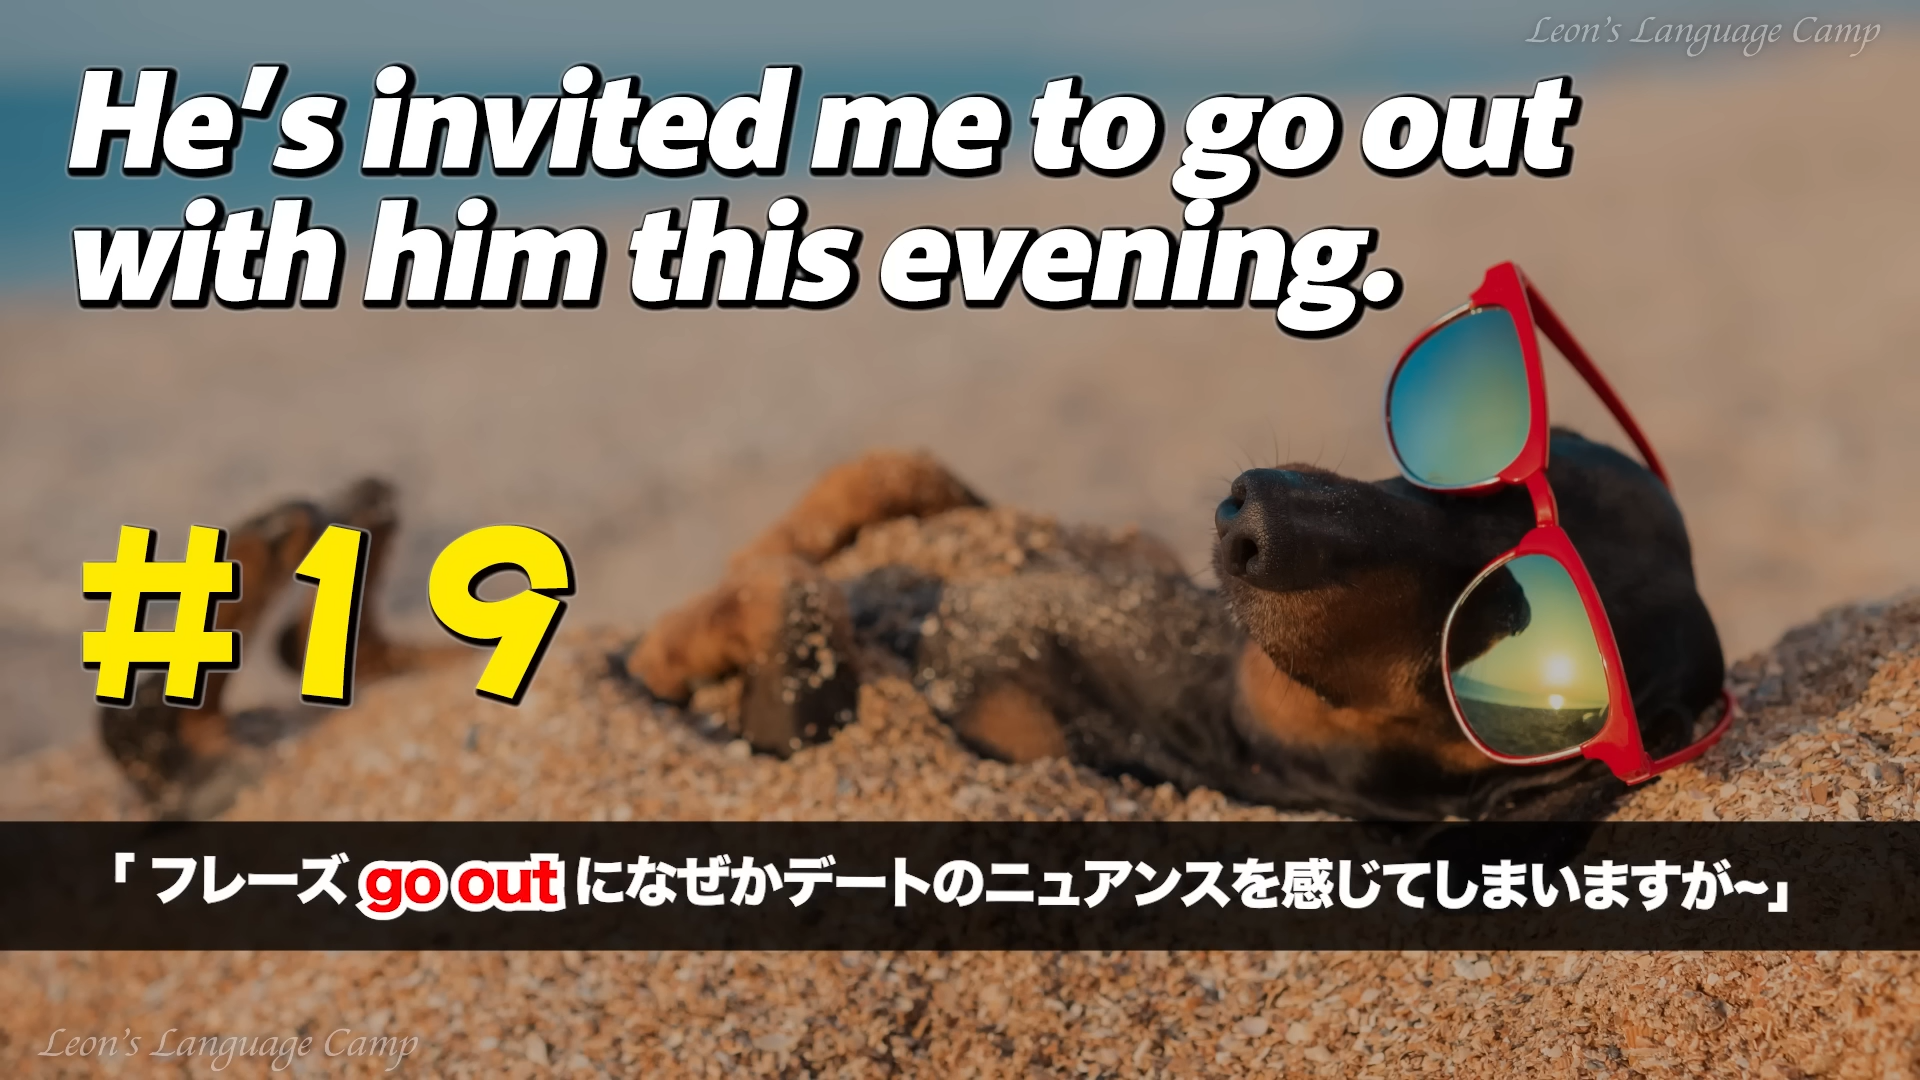 Leon's Language Camp
He's invited me to go out
with him this evening.
#19
「フレーズ go out になぜかデートのニュアンスを感じてしまいますが~」
Leon's Language Camp